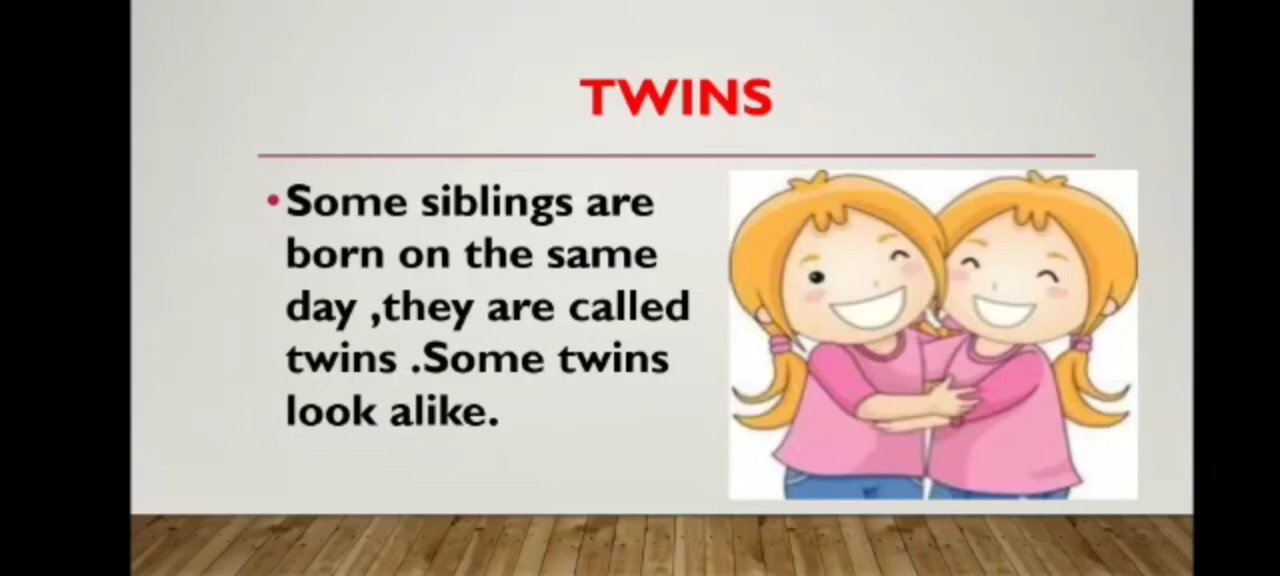 TWINS
•Some siblings are
born on the same
day ,they are called
twins .Some twins
look alike.